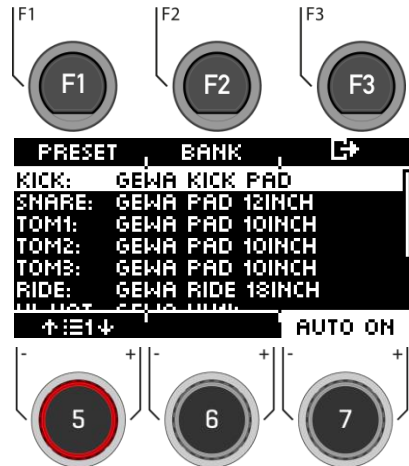 F1 F2 F3
F1 F2 F3
PRESET BANK
KICK: GEWA KICK PAD
SNARE: GEWA PAD 12INCH
TOM1: GEWA PAD 10INCH
TOM2: GEWA PAD 10INCH
TOM3: GEWA PAD 10INCH
RIDE: GEWA RIDE 18INCH
↑ 1 ↓ AUTO ON
- + - + - +
5 6 7